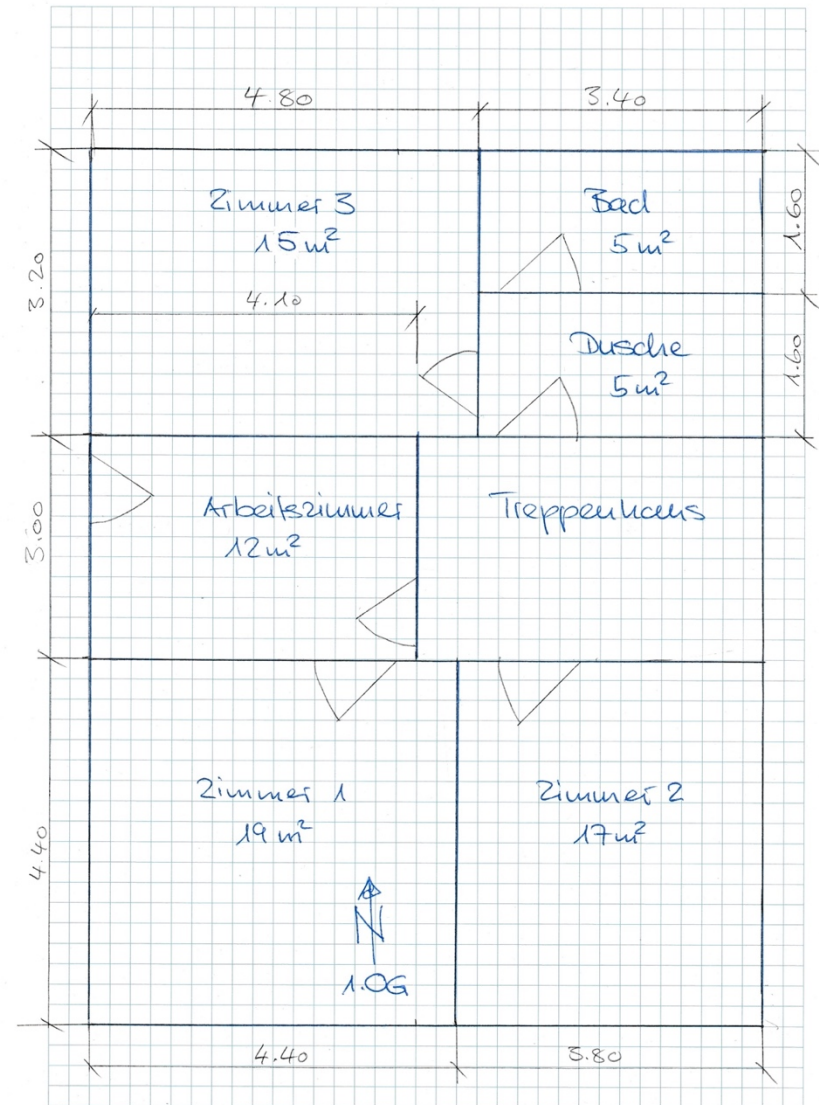 4.80
3.40
Zimmer 3
15 m²
Bad
5 m²
1.60
3.20
4.10
Dusche
5 m²
1.60
Arbeitszimmer
12 m²
Treppenhaus
3.00
Zimmer 1
19 m²
Zimmer 2
17 m²
4.40
N
1.OG
4.40
3.80